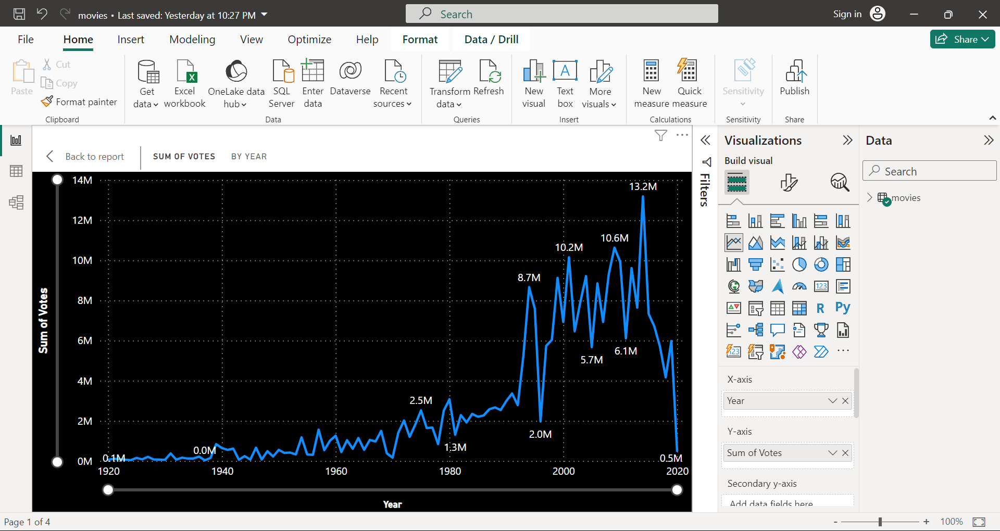 movies • Last saved: Yesterday at 10:27 PM
Search
Sign in
File Home Insert Modeling View Optimize Help Format Data / Drill
Share
Paste
Cut
Copy
Format painter
Clipboard
Get data
Excel workbook
OneLake data hub
SQL Server
Enter data
Dataverse
Recent sources
Data
Transform data
Refresh
Queries
New visual
Text box
More visuals
Insert
New measure
Quick measure
Calculations
Sensitivity
Sensitivity
Publish
Share
Back to report
SUM OF VOTES BY YEAR
14M
12M
10M
8M
6M
4M
2M
0M
Sum of Votes
0.1M
0.0M
2.5M
1.3M
8.7M
2.0M
10.2M
5.7M
10.6M
6.1M
13.2M
0.5M
1920 1940 1960 1980 2000 2020
Year
Filters
Visualizations
Build visual
123
R
Py
123
X-axis
Year
Y-axis
Sum of Votes
Secondary y-axis
Add data fields here
Data
Search
movies
Page 1 of 4
- + 100%